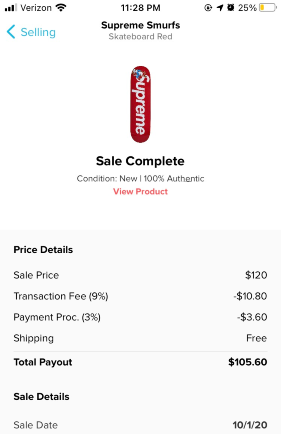 Verizon 11:28 PM 25%
Supreme Smurfs
Selling
Skateboard Red
Supreme
Sale Complete
Condition: New | 100% Authentic
View Product
Price Details
Sale Price $120
Transaction Fee (9%) -$10.80
Payment Proc. (3%) -$3.60
Shipping Free
Total Payout $105.60
Sale Details
Sale Date 10/1/20